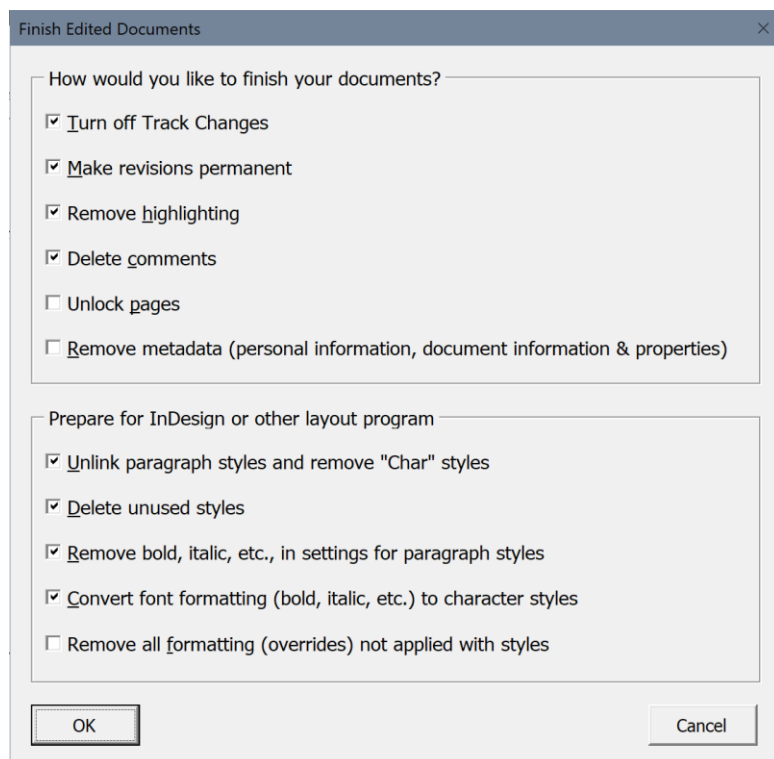 Finish Edited Documents
How would you like to finish your documents?
Turn off Track Changes
Make revisions permanent
Remove highlighting
Delete comments
Unlock pages
Remove metadata (personal information, document information & properties)
Prepare for InDesign or other layout program
Unlink paragraph styles and remove "Char" styles
Delete unused styles
Remove bold, italic, etc., in settings for paragraph styles
Convert font formatting (bold, italic, etc.) to character styles
Remove all formatting (overrides) not applied with styles
OK Cancel